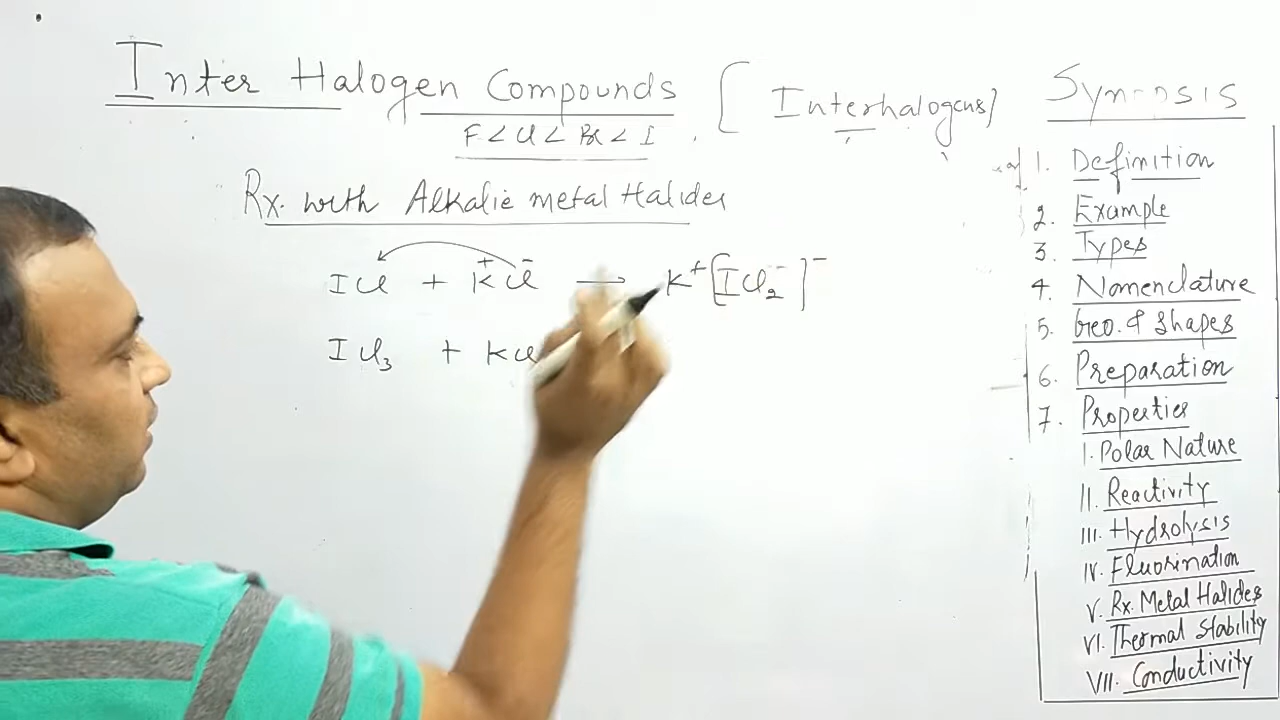 Inter Halogen Compounds [Interhalogens]
F < Cl < Br < I
Rx. with Alkalie metal Halides
ICl + K⁺Cl⁻ → K⁺[ICl₂⁻]⁻
ICl₃ + KCl
Synopsis
1. Definition
2. Example
3. Types
4. Nomenclature
5. Geo. & Shapes
6. Preparation
7. Properties
I. Polar Nature
II. Reactivity
III. Hydrolysis
IV. Fluorination
V. Rx. Metal Halides
VI. Thermal Stability
VII. Conductivity